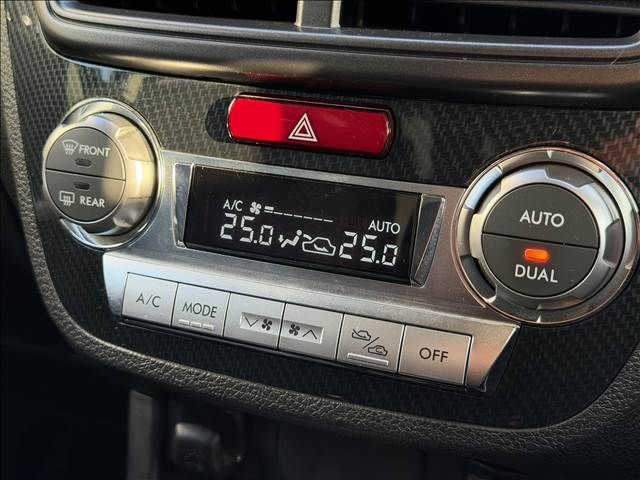 FRONT
REAR
A/C
AUTO
25.0 25.0
AUTO
DUAL
A/C
MODE
OFF